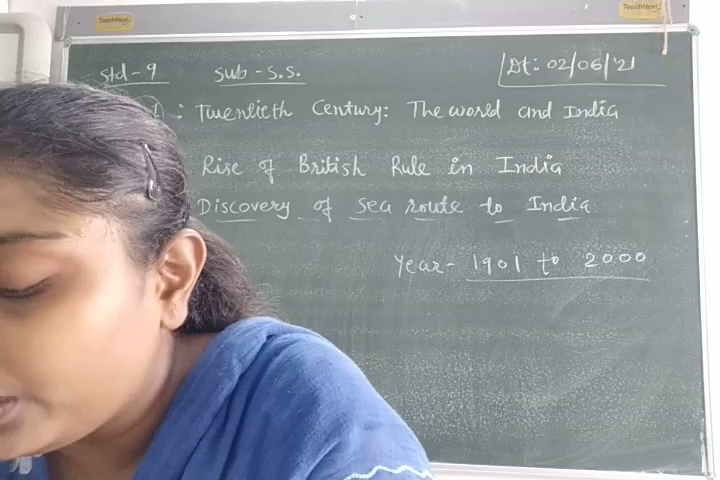 TeachNext
TeachNext
Std - 9 Sub - S.S. Dt: 02/06/'21
1 : Twentieth Century: The world and India
Rise of British Rule in India
Discovery of sea route to India
Year - 1901 to 2000